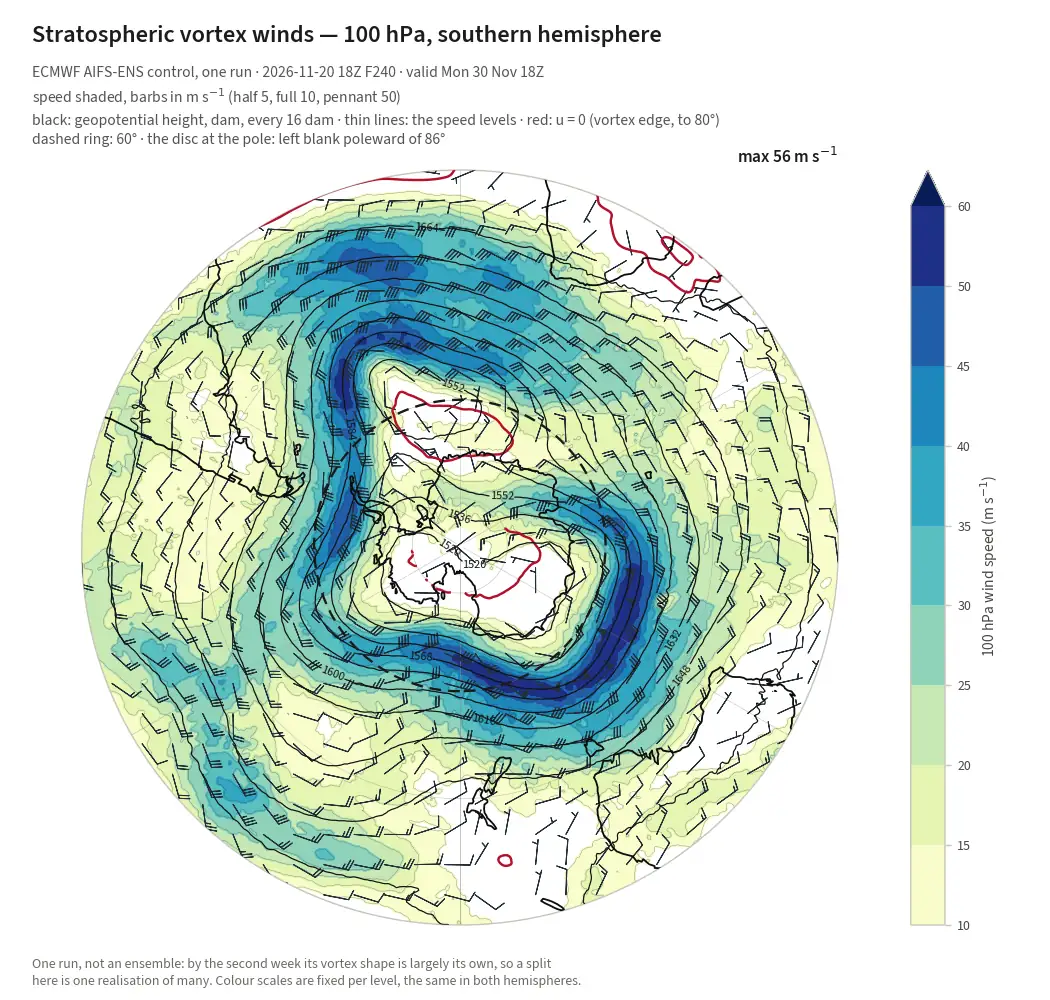 Stratospheric vortex winds — 100 hPa, southern hemisphere
ECMWF AIFS-ENS control, one run · 2026-11-20 18Z F240 · valid Mon 30 Nov 18Z
speed shaded, barbs in m s⁻¹ (half 5, full 10, pennant 50)
black: geopotential height, dam, every 16 dam · thin lines: the speed levels · red: u = 0 (vortex edge, to 80°)
dashed ring: 60° · the disc at the pole: left blank poleward of 86°
max 56 m s⁻¹
1664
1552
1552
1536
1520
1632
1648
1568
1600
1616
60
50
45
40
35
30
25
20
15
10
100 hPa wind speed (m s⁻¹)
One run, not an ensemble: by the second week its vortex shape is largely its own, so a split
here is one realisation of many. Colour scales are fixed per level, the same in both hemispheres.